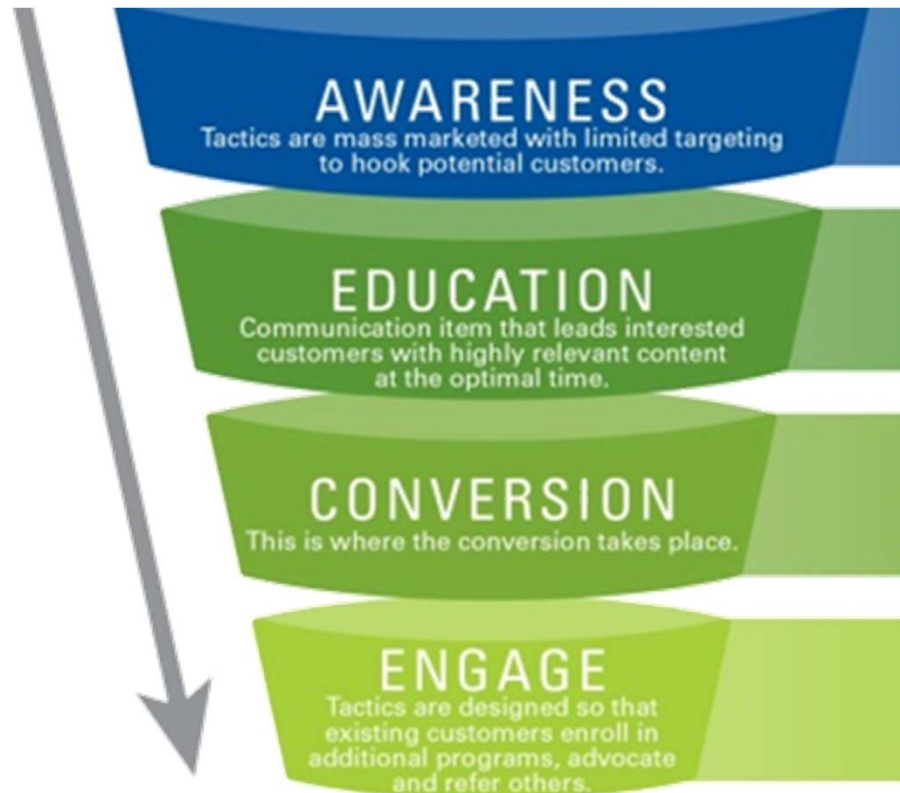 AWARENESS
Tactics are mass marketed with limited targeting
to hook potential customers.
EDUCATION
Communication item that leads interested
customers with highly relevant content
at the optimal time.
CONVERSION
This is where the conversion takes place.
ENGAGE
Tactics are designed so that
existing customers enroll in
additional programs, advocate
and refer others.